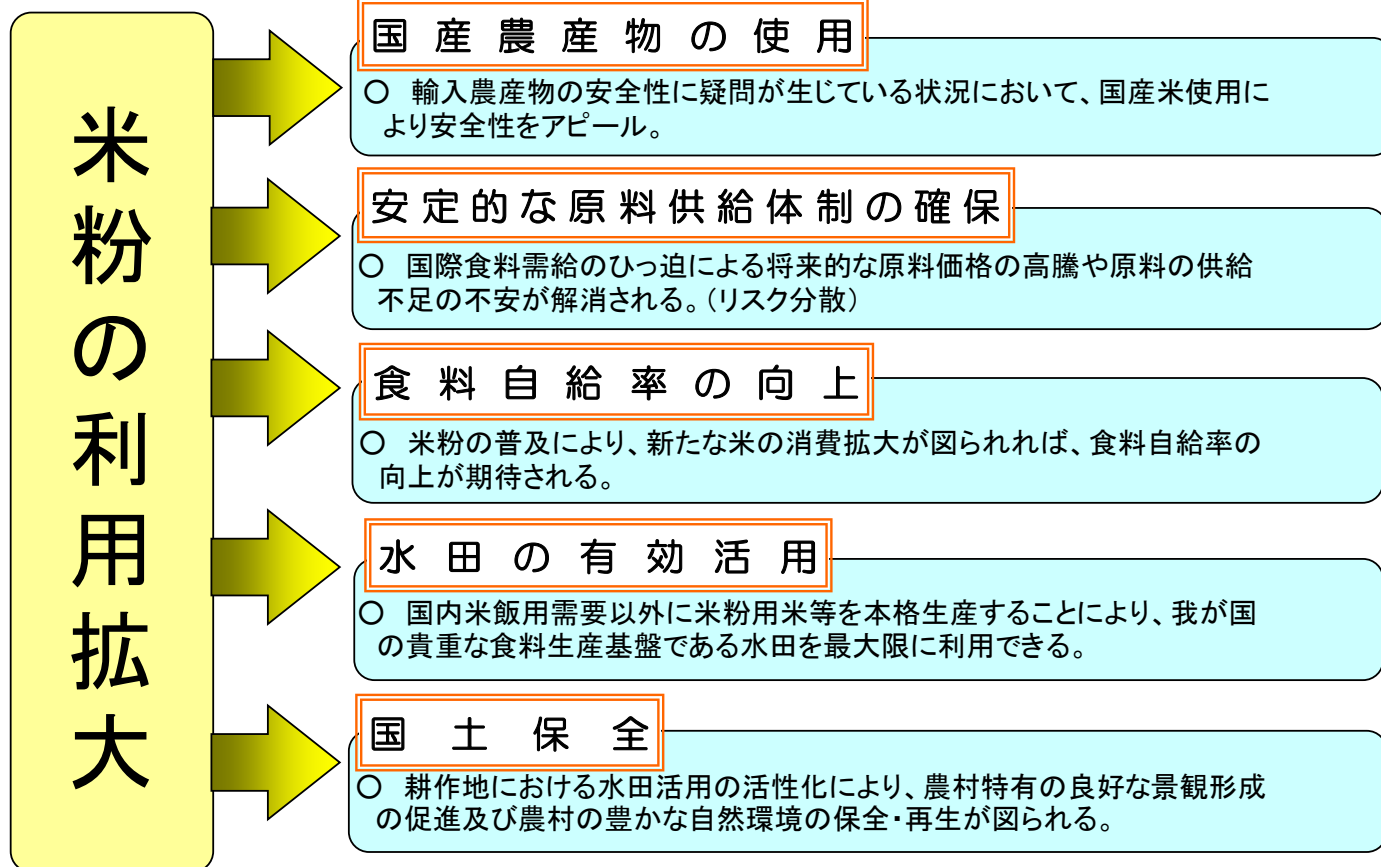 米粉の利用拡大
国産農産物の使用
○ 輸入農産物の安全性に疑問が生じている状況において、国産米使用に
より安全性をアピール。
安定的な原料供給体制の確保
○ 国際食料需給のひっ迫による将来的な原料価格の高騰や原料の供給
不足の不安が解消される。(リスク分散)
食料自給率の向上
○ 米粉の普及により、新たな米の消費拡大が図られれば、食料自給率の
向上が期待される。
水田の有効活用
○ 国内米飯用需要以外に米粉用米等を本格生産することにより、我が国
の貴重な食料生産基盤である水田を最大限に利用できる。
国土保全
○ 耕作地における水田活用の活性化により、農村特有の良好な景観形成
の促進及び農村の豊かな自然環境の保全・再生が図られる。